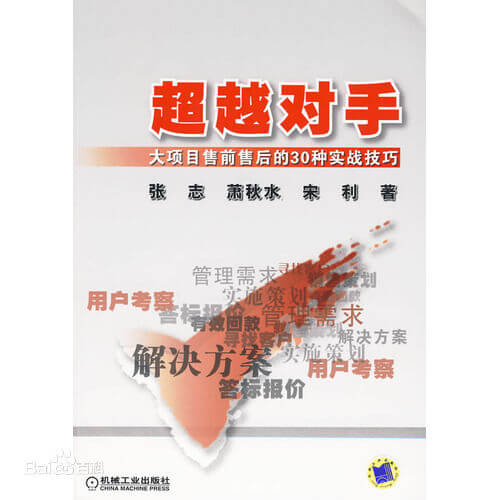 超越对手
大项目售前售后的30种实战技巧
张 志 萧秋水 宋 利 著
管理需求
实施策划
用户考察
答标报价
管理需求
有效回款
寻找客户
解决方案
实施策划
解决方案
用户考察
答标报价
机械工业出版社
CHINA MACHINE PRESS
Bai百科